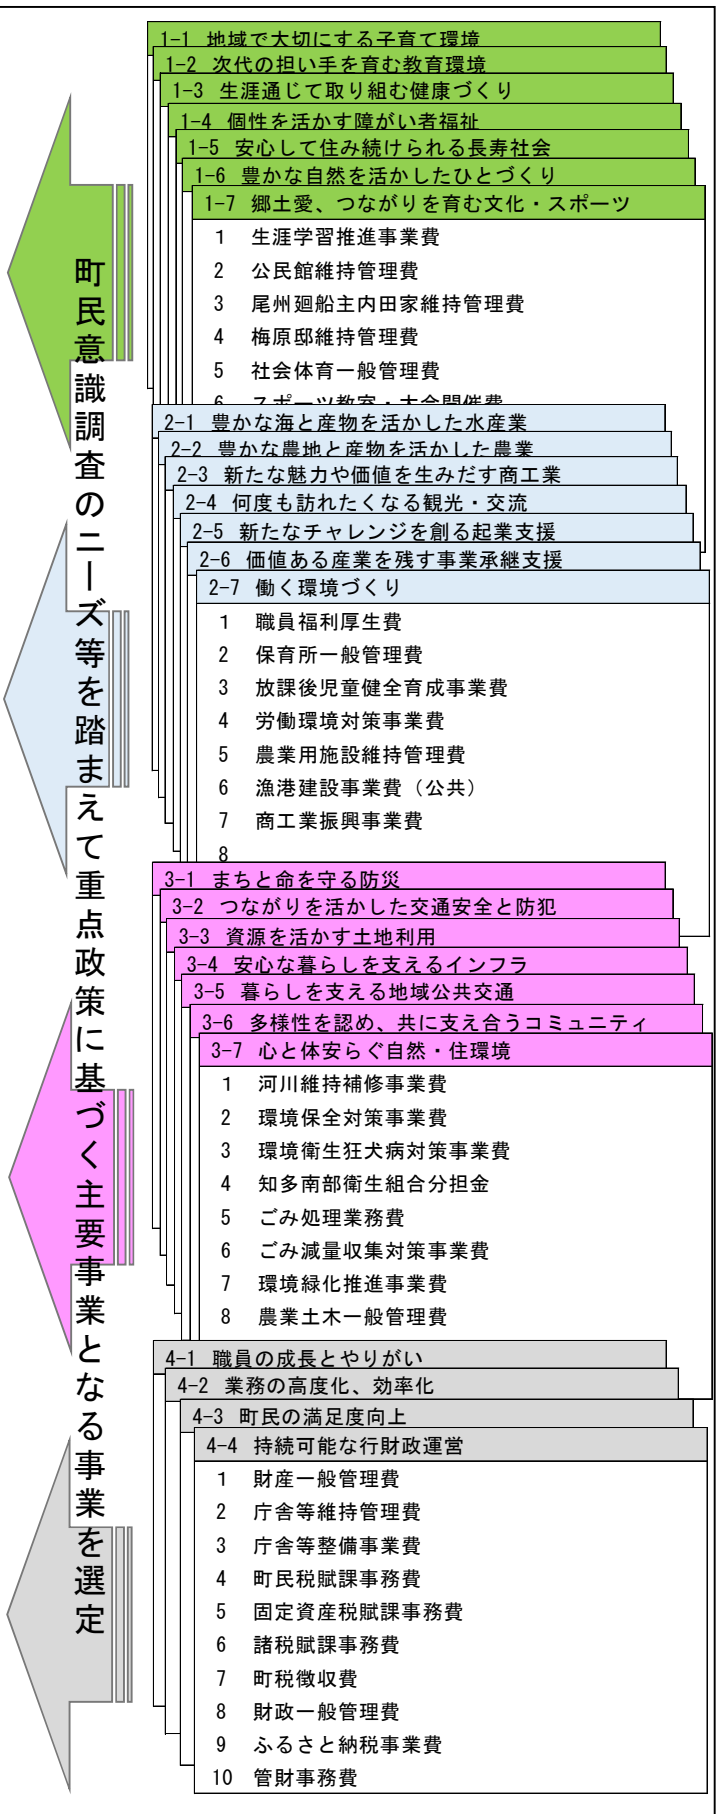 町民意識調査のニーズ等を踏まえて重点政策に基づく主要事業となる事業を選定
1-1 地域で大切にする子育て環境
1-2 次代の担い手を育む教育環境
1-3 生涯通じて取り組む健康づくり
1-4 個性を活かす障がい者福祉
1-5 安心して住み続けられる長寿社会
1-6 豊かな自然を活かしたひとづくり
1-7 郷土愛、つながりを育む文化・スポーツ
1 生涯学習推進事業費
2 公民館維持管理費
3 尾州廻船主内田家維持管理費
4 梅原邸維持管理費
5 社会体育一般管理費
6 スポーツ教室・大会開催費
2-1 豊かな海と産物を活かした水産業
2-2 豊かな農地と産物を活かした農業
2-3 新たな魅力や価値を生みだす商工業
2-4 何度も訪れたくなる観光・交流
2-5 新たなチャレンジを創る起業支援
2-6 価値ある産業を残す事業承継支援
2-7 働く環境づくり
1 職員福利厚生費
2 保育所一般管理費
3 放課後児童健全育成事業費
4 労働環境対策事業費
5 農業用施設維持管理費
6 漁港建設事業費（公共）
7 商工業振興事業費
8
3-1 まちと命を守る防災
3-2 つながりを活かした交通安全と防犯
3-3 資源を活かす土地利用
3-4 安心な暮らしを支えるインフラ
3-5 暮らしを支える地域公共交通
3-6 多様性を認め、共に支え合うコミュニティ
3-7 心と体安らぐ自然・住環境
1 河川維持補修事業費
2 環境保全対策事業費
3 環境衛生狂犬病対策事業費
4 知多南部衛生組合分担金
5 ごみ処理業務費
6 ごみ減量収集対策事業費
7 環境緑化推進事業費
8 農業土木一般管理費
4-1 職員の成長とやりがい
4-2 業務の高度化、効率化
4-3 町民の満足度向上
4-4 持続可能な行財政運営
1 財産一般管理費
2 庁舎等維持管理費
3 庁舎等整備事業費
4 町民税賦課事務費
5 固定資産税賦課事務費
6 諸税賦課事務費
7 町税徴収費
8 財政一般管理費
9 ふるさと納税事業費
10 管財事務費